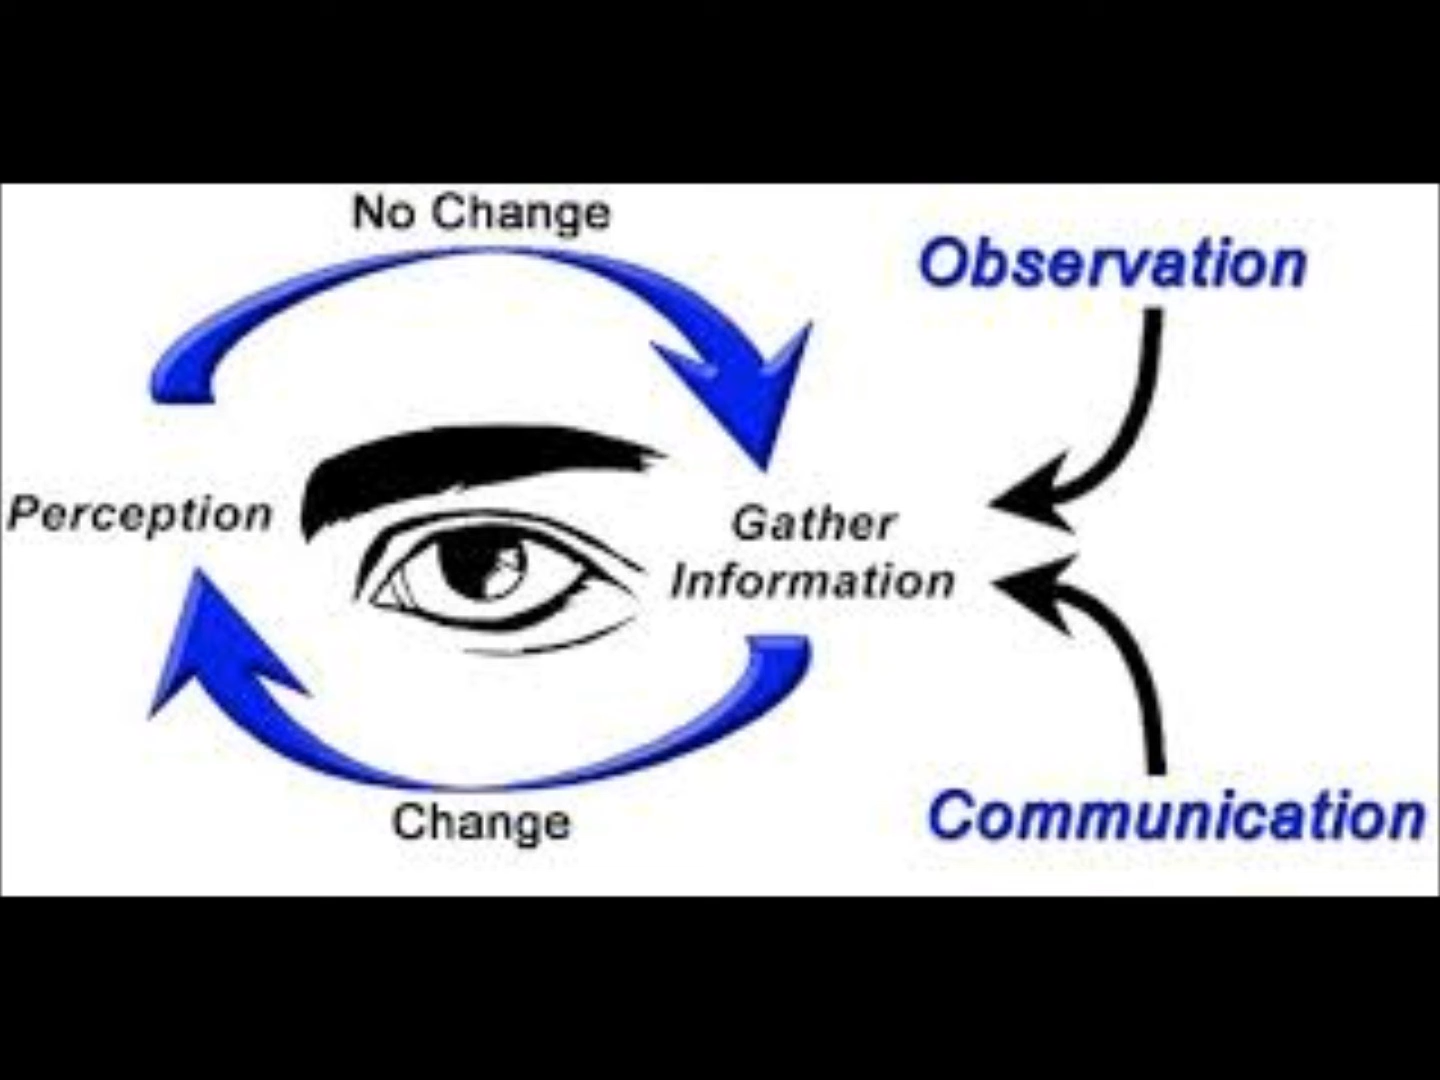 No Change
Observation
Perception
Gather
Information
Change
Communication